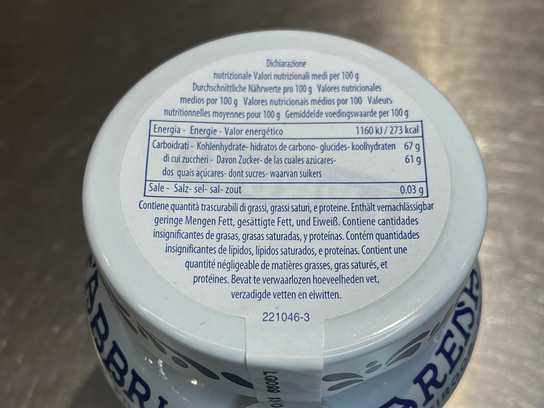 Dichiarazione
nutrizionale Valori nutrizionali medi per 100 g
Durchschnittliche Nährwerte pro 100 g Valores nutricionales
medios por 100 g Valores nutricionais médios por 100 Valeurs
nutritionnelles moyennes pour 100 g Gemiddelde voedingswaarde per 100 g
Energia - Energie - Valor energético 1160 kJ / 273 kcal
Carboidrati - Kohlenhydrate- hidratos de carbono- glucides- koolhydraten 67 g
di cui zuccheri - Davon Zucker- de las cuales azúcares- 61 g
dos quais açúcares- dont sucres- waarvan suikers
Sale - Salz- sel- sal- zout 0.03 g
Contiene quantità trascurabili di grassi, grassi saturi, e proteine. Enthält vernachlässigbar
geringe Mengen Fett, gesättigte Fett, und Eiweiß. Contiene cantidades
insignificantes de grasas, grasas saturadas, y proteínas. Contém quantidades
insignificantes de lípidos, lípidos saturados, e proteínas. Contient une
quantité négligeable de matières grasses, gras saturés, et
protéines. Bevat te verwaarlozen hoeveelheden vet,
verzadigde vetten en eiwitten.
221046-3